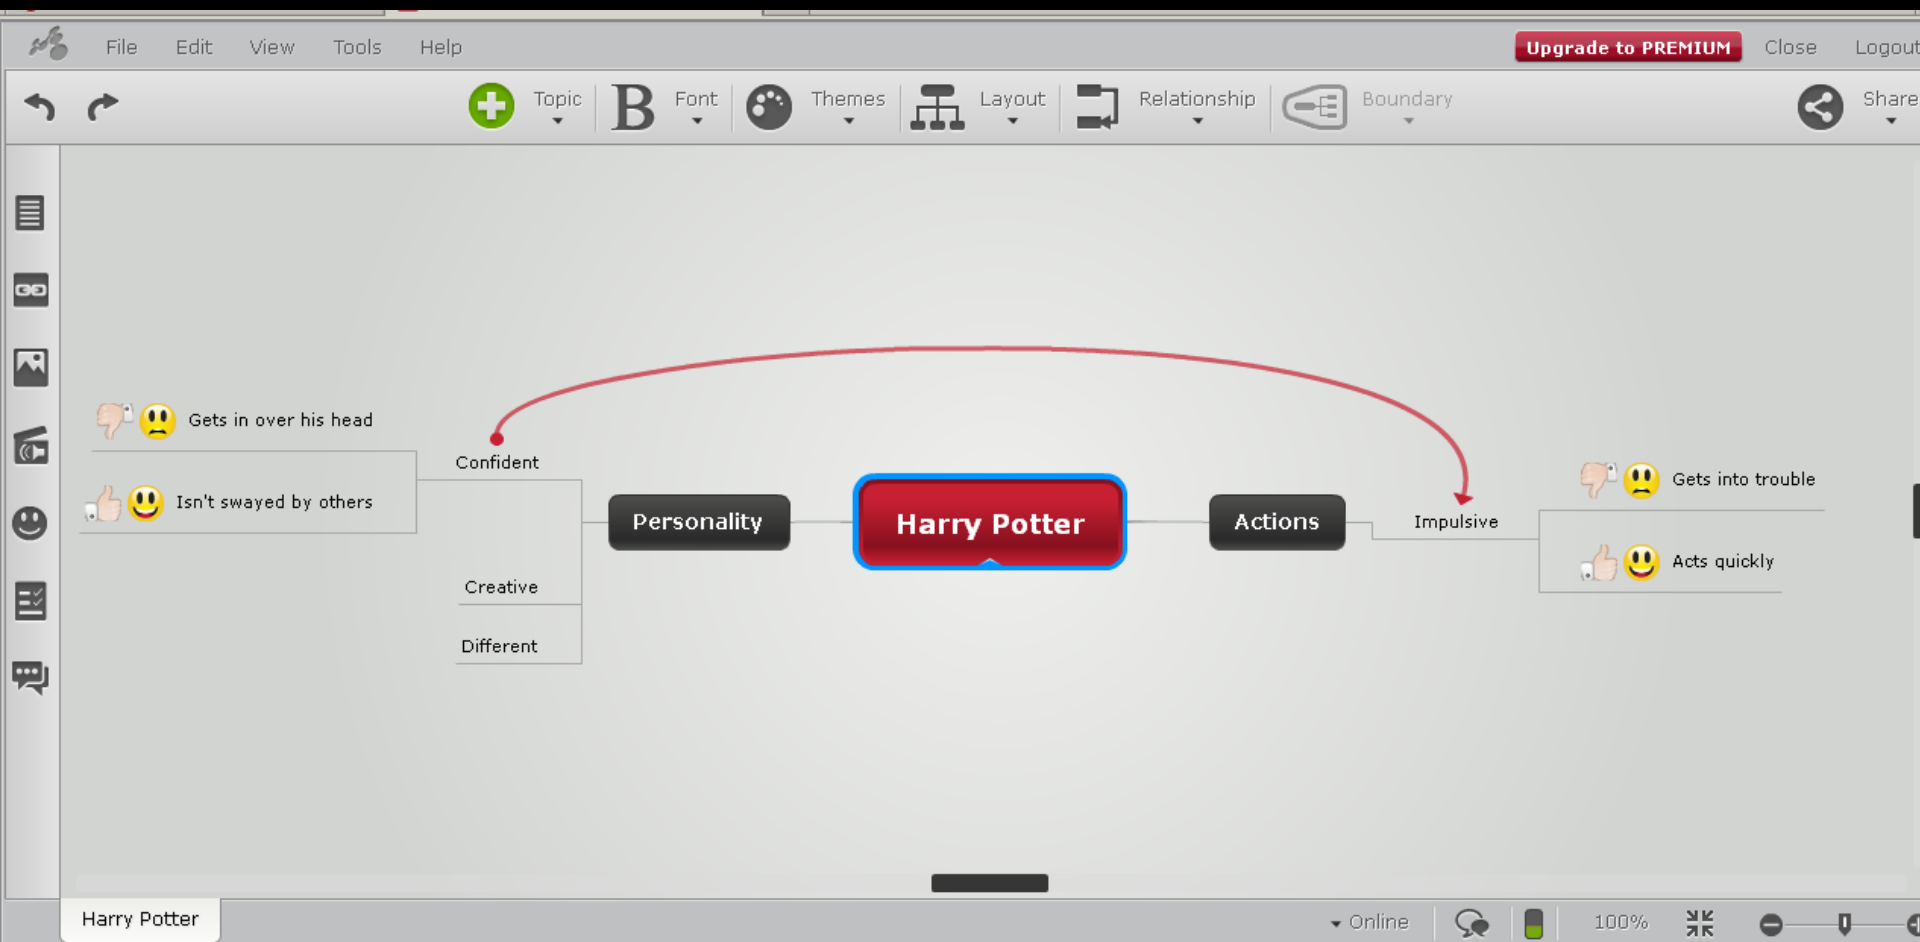 File Edit View Tools Help Upgrade to PREMIUM Close Logout
Topic Font Themes Layout Relationship Boundary Share
Gets in over his head
Isn't swayed by others
Confident
Creative
Different
Personality
Harry Potter
Actions
Impulsive
Gets into trouble
Acts quickly
Harry Potter
Online 100%